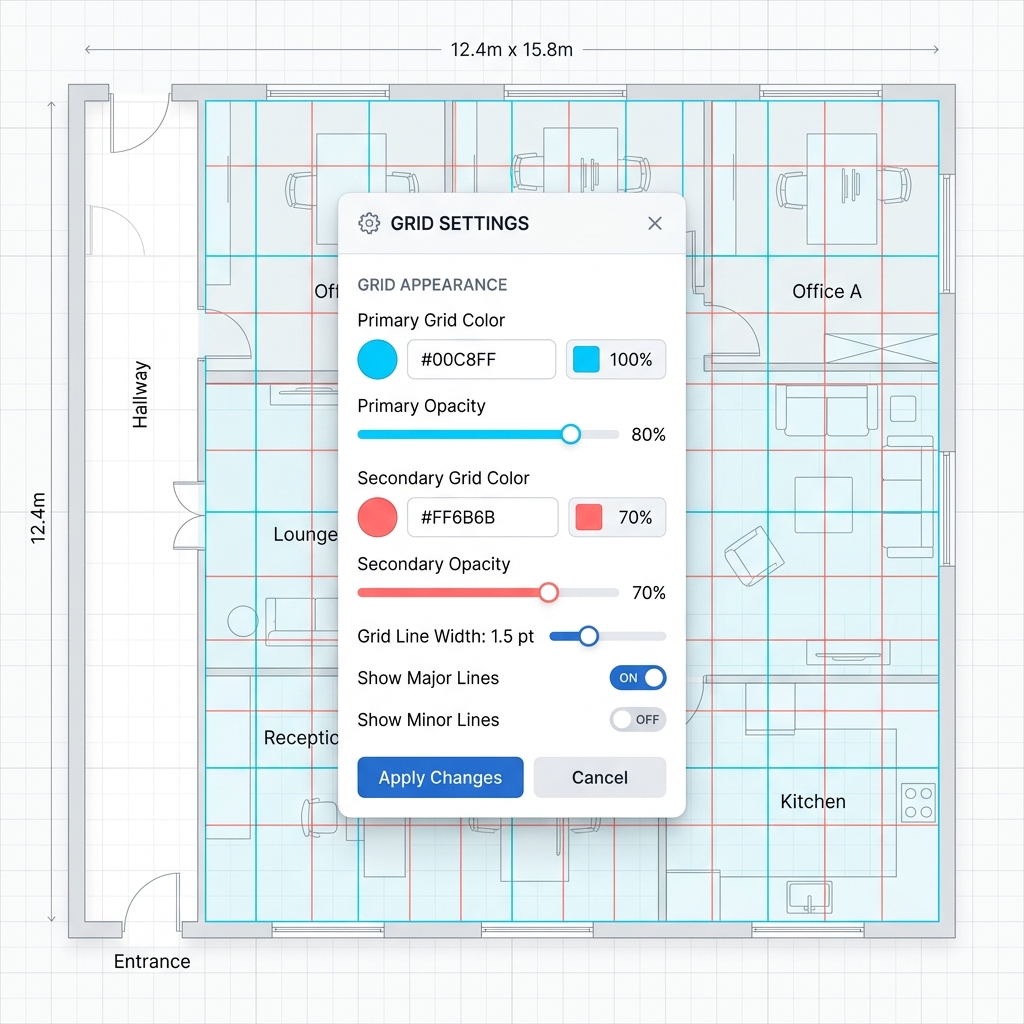 12.4m x 15.8m
GRID SETTINGS
GRID APPEARANCE
Primary Grid Color
#00C8FF
100%
Primary Opacity
80%
Secondary Grid Color
#FF6B6B
70%
Secondary Opacity
70%
Grid Line Width: 1.5 pt
Show Major Lines
ON
Show Minor Lines
OFF
Apply Changes
Cancel
Off
Office A
Hallway
12.4m
Lounge
Receptic
Kitchen
Entrance